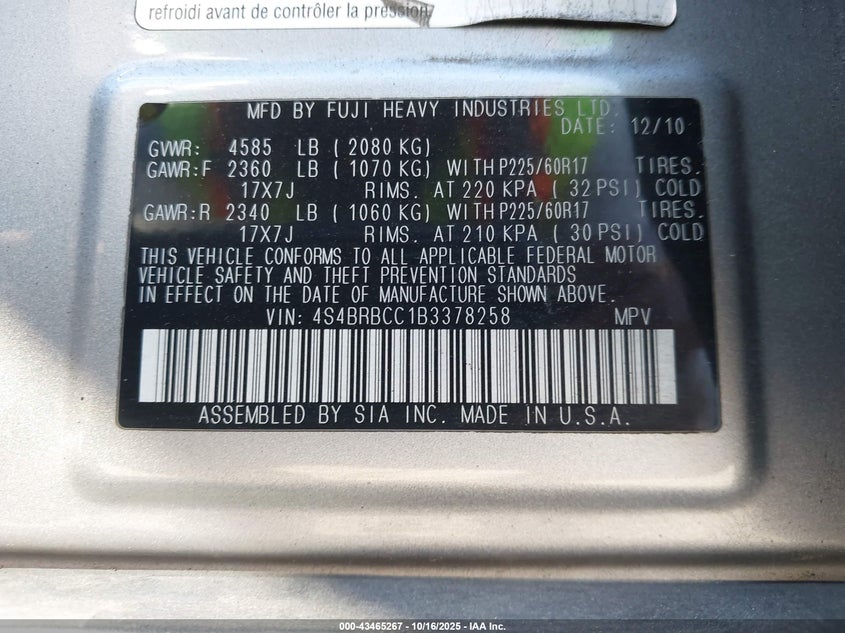 refroidi avant de contrôler la pression
MFD BY FUJI HEAVY INDUSTRIES LTD.
DATE: 12/10
GVWR: 4585 LB ( 2080 KG)
GAWR:F 2360 LB ( 1070 KG) WITH P225/60R17 TIRES.
17X7J RIMS. AT 220 KPA ( 32 PSI) COLD
GAWR:R 2340 LB ( 1060 KG) WITH P225/60R17 TIRES.
17X7J RIMS. AT 210 KPA ( 30 PSI) COLD
THIS VEHICLE CONFORMS TO ALL APPLICABLE FEDERAL MOTOR
VEHICLE SAFETY AND THEFT PREVENTION STANDARDS
IN EFFECT ON THE DATE OF MANUFACTURE SHOWN ABOVE.
VIN: 4S4BRBCC1B3378258 MPV
ASSEMBLED BY SIA INC. MADE IN U.S.A.
000-43465267 - 10/16/2025 - IAA Inc.